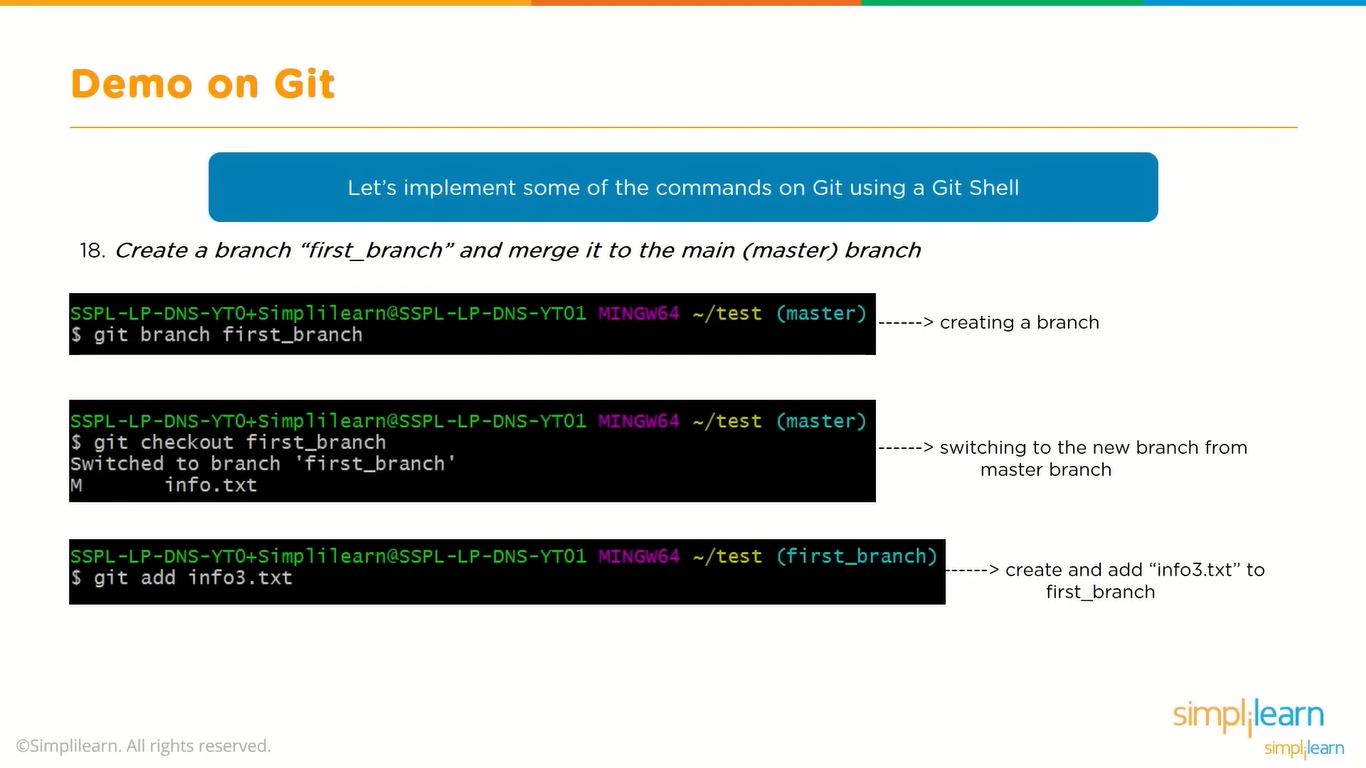 Demo on Git
Let’s implement some of the commands on Git using a Git Shell
18. Create a branch “first_branch” and merge it to the main (master) branch
SSPL-LP-DNS-YT0+Simplilearn@SSPL-LP-DNS-YT01 MINGW64 ~/test (master)
$ git branch first_branch
------> creating a branch
SSPL-LP-DNS-YT0+Simplilearn@SSPL-LP-DNS-YT01 MINGW64 ~/test (master)
$ git checkout first_branch
Switched to branch 'first_branch'
M       info.txt
------> switching to the new branch from
master branch
SSPL-LP-DNS-YT0+Simplilearn@SSPL-LP-DNS-YT01 MINGW64 ~/test (first_branch)
$ git add info3.txt
------> create and add “info3.txt” to
first_branch
simplilearn
©Simplilearn. All rights reserved.
simplilearn